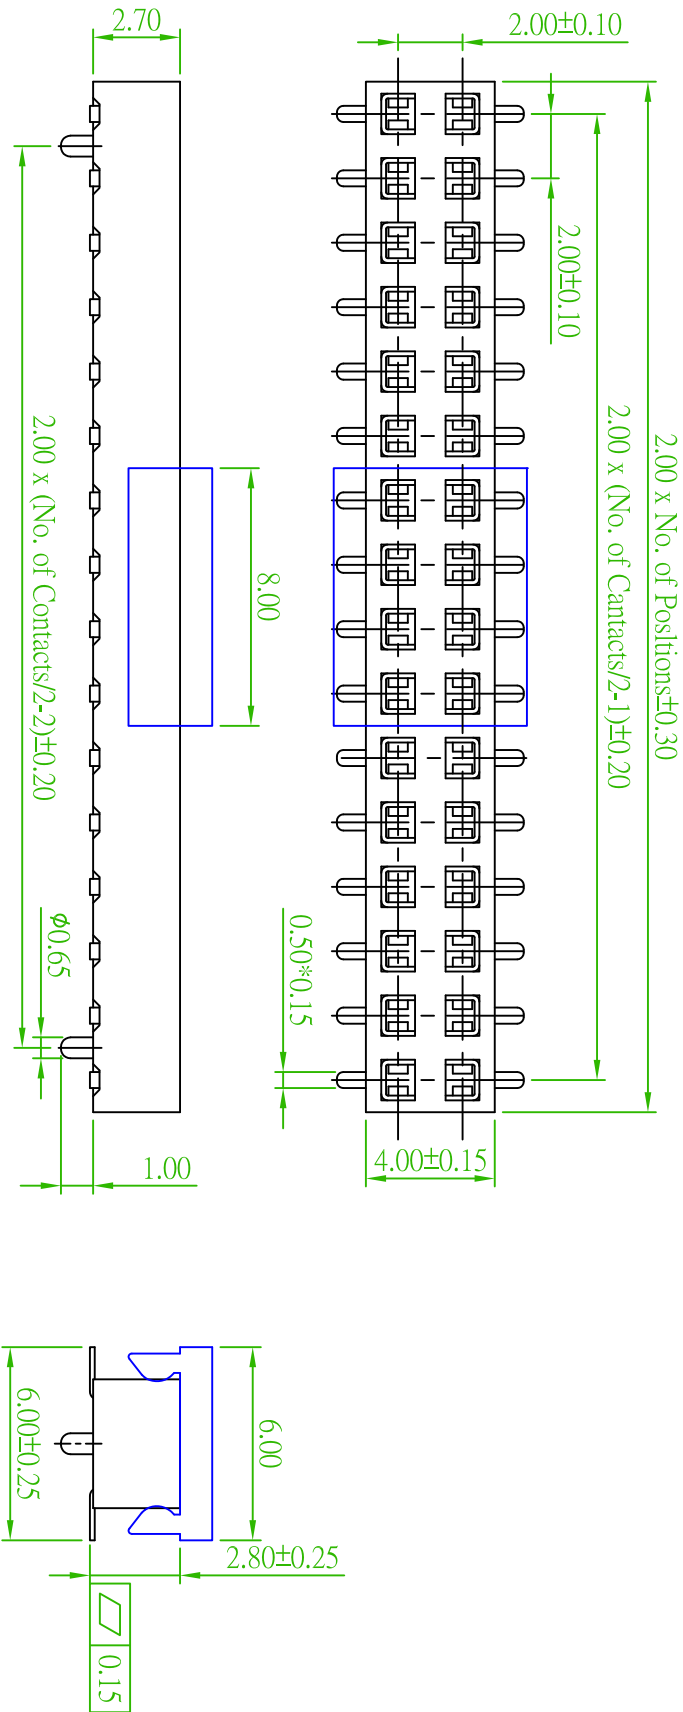 2.70
2.00±0.10
2.00±0.10
2.00 x No. of Posltions±0.30
2.00 x (No. of Cantacts/2-1)±0.20
8.00
2.00 x (No. of Contacts/2-2)±0.20
ϕ0.65
0.50*0.15
1.00
4.00±0.15
6.00
6.00±0.25
2.80±0.25
0.15